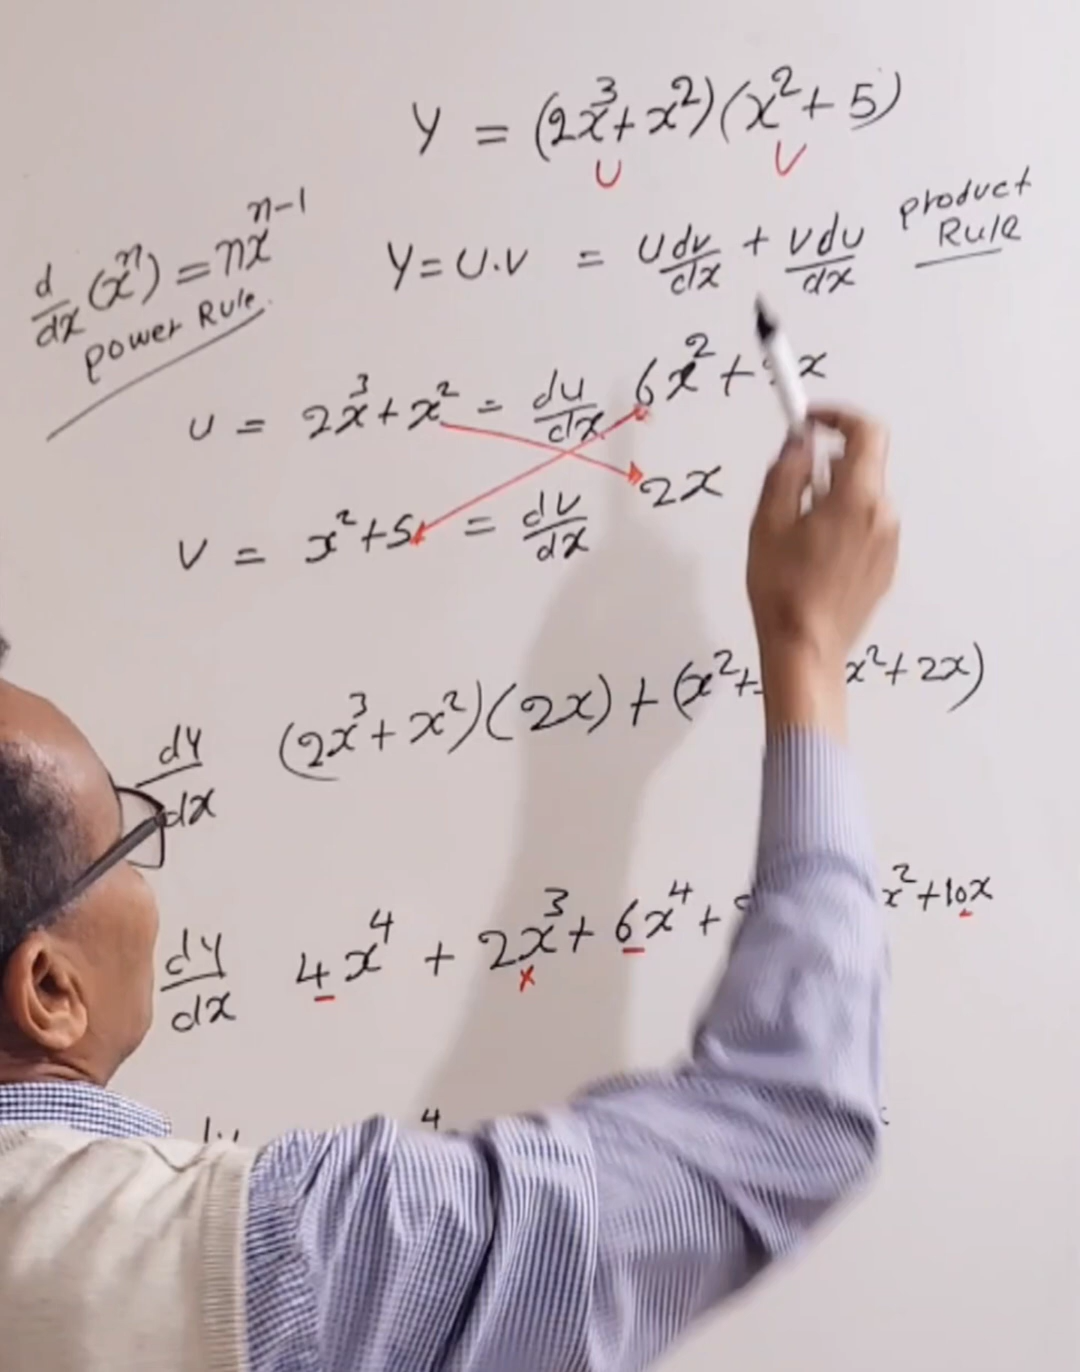 Y = (2x³+x²)(x²+5)
U V
d/dx (xⁿ) = nxⁿ⁻¹
power Rule
Y = U.V = U dv/dx + V du/dx
product Rule
U = 2x³+x² = du/dx 6x²+ x
V = x²+5 = dv/dx 2x
dy/dx (2x³+x²)(2x) + (x²+ x²+2x)
dy/dx 4x⁴ + 2x³ + 6x⁴ + x²+10x
4